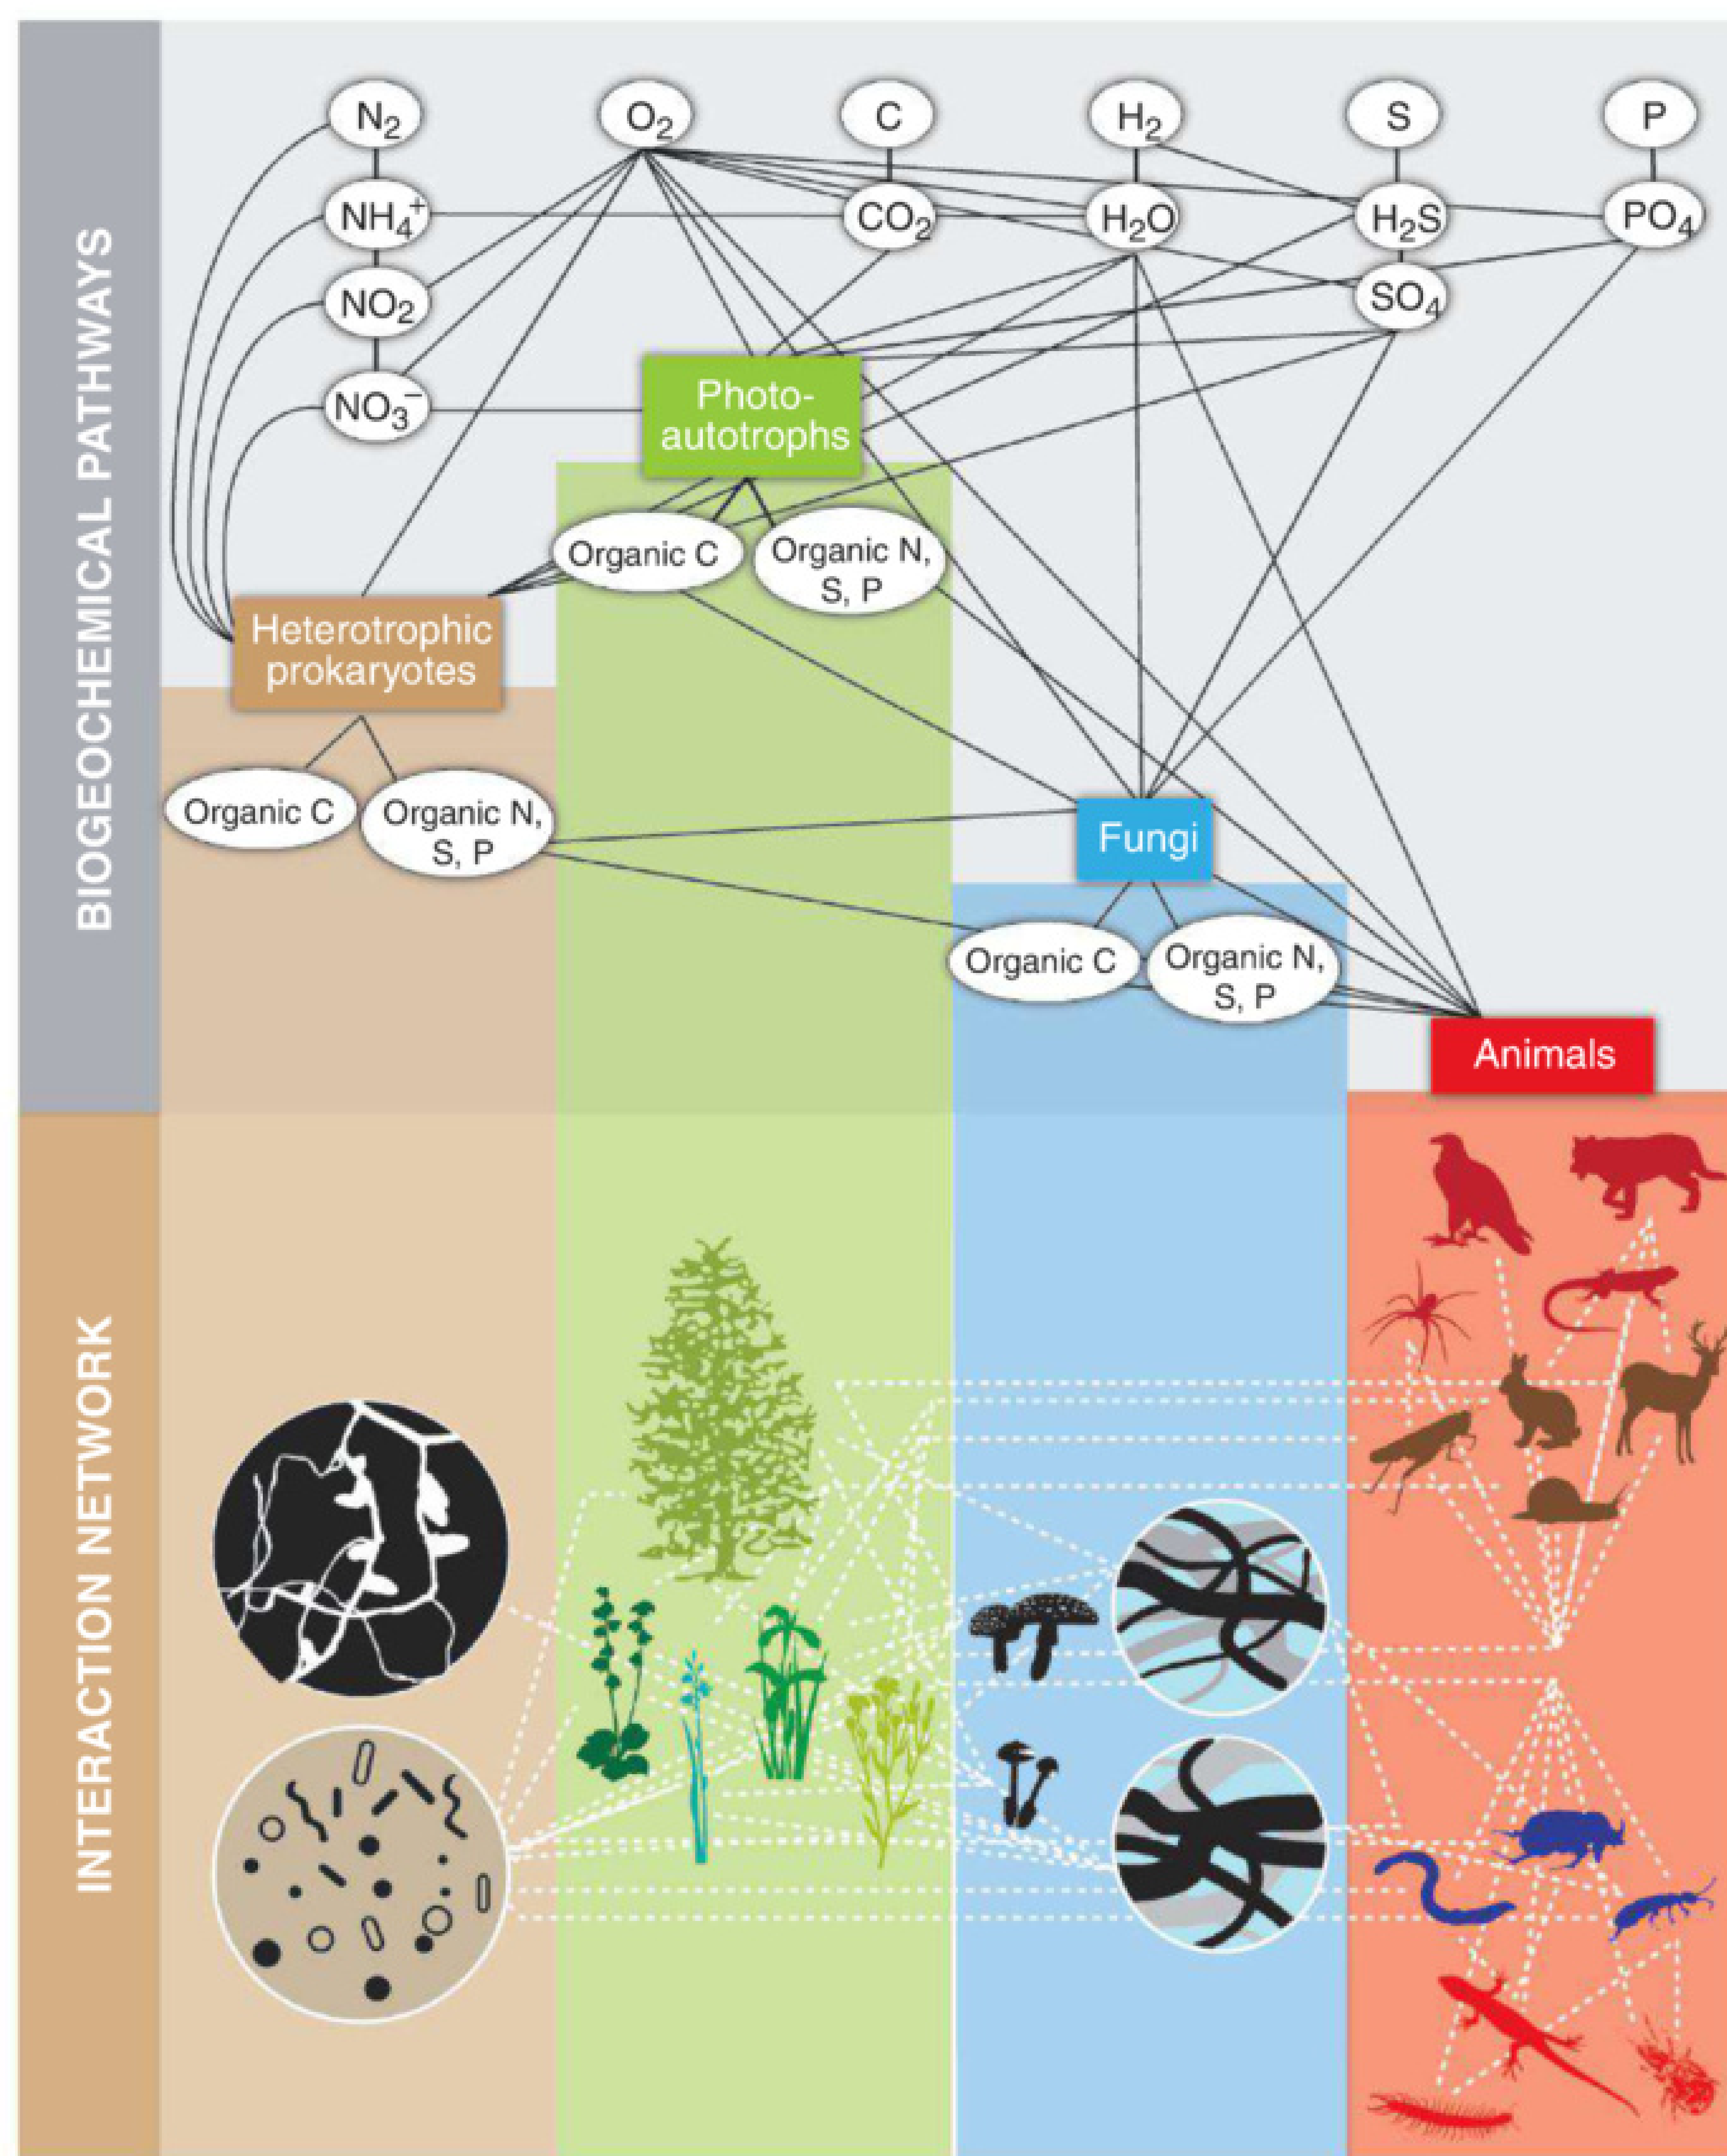 BIOGEOCHEMICAL PATHWAYS
N₂
O₂
C
H₂
S
P
NH₄⁺
CO₂
H₂O
H₂S
PO₄
NO₂
SO₄
NO₃⁻
Photo-
autotrophs
Organic C
Organic N,
S, P
Heterotrophic
prokaryotes
Organic C
Organic N,
S, P
Fungi
Organic C
Organic N,
S, P
Animals
INTERACTION NETWORK